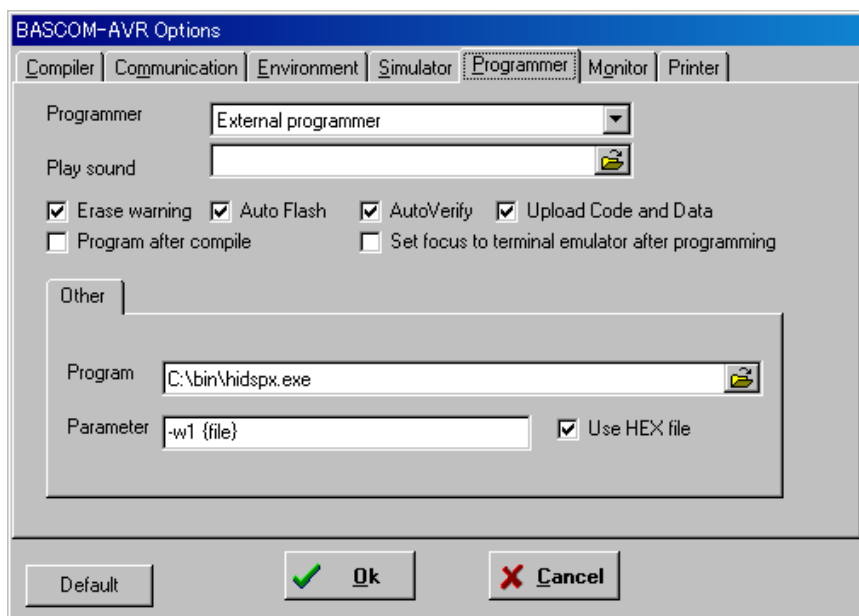 BASCOM-AVR Options
Compiler Communication Environment Simulator Programmer Monitor Printer
Programmer External programmer
Play sound
Erase warning Auto Flash AutoVerify Upload Code and Data
Program after compile Set focus to terminal emulator after programming
Other
Program C:\bin\hidspx.exe
Parameter -w1 {file} Use HEX file
Default Ok Cancel